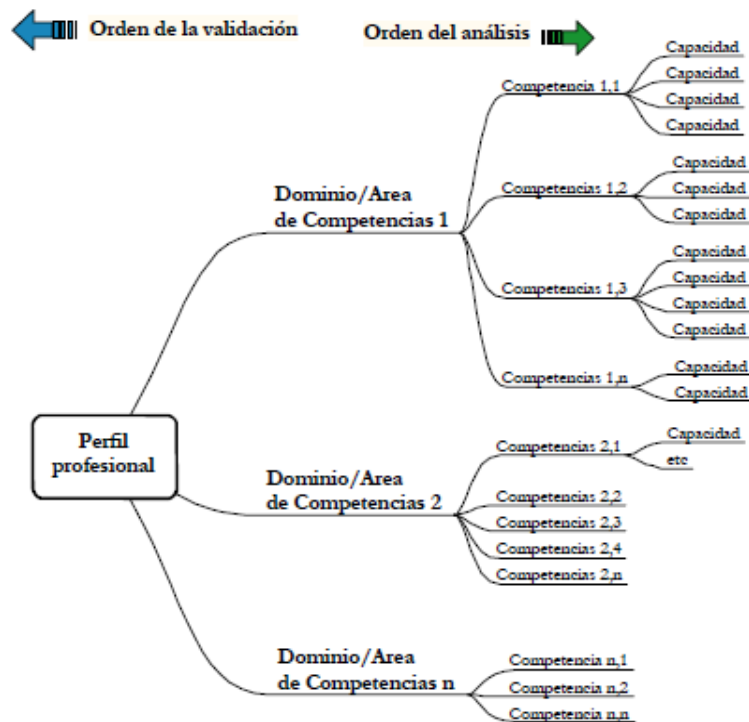 Orden de la validación
Orden del análisis
Capacidad
Competencia 1,1
Capacidad
Capacidad
Capacidad
Dominio/Area
de Competencias 1
Competencias 1,2
Capacidad
Capacidad
Capacidad
Competencias 1,3
Capacidad
Capacidad
Capacidad
Capacidad
Competencias 1,n
Capacidad
Capacidad
Perfil
profesional
Dominio/Area
de Competencias 2
Competencias 2,1
Capacidad
etc
Competencias 2,2
Competencias 2,3
Competencias 2,4
Competencias 2,n
Dominio/Area
de Competencias n
Competencia n,1
Competencia n,2
Competencia n,n